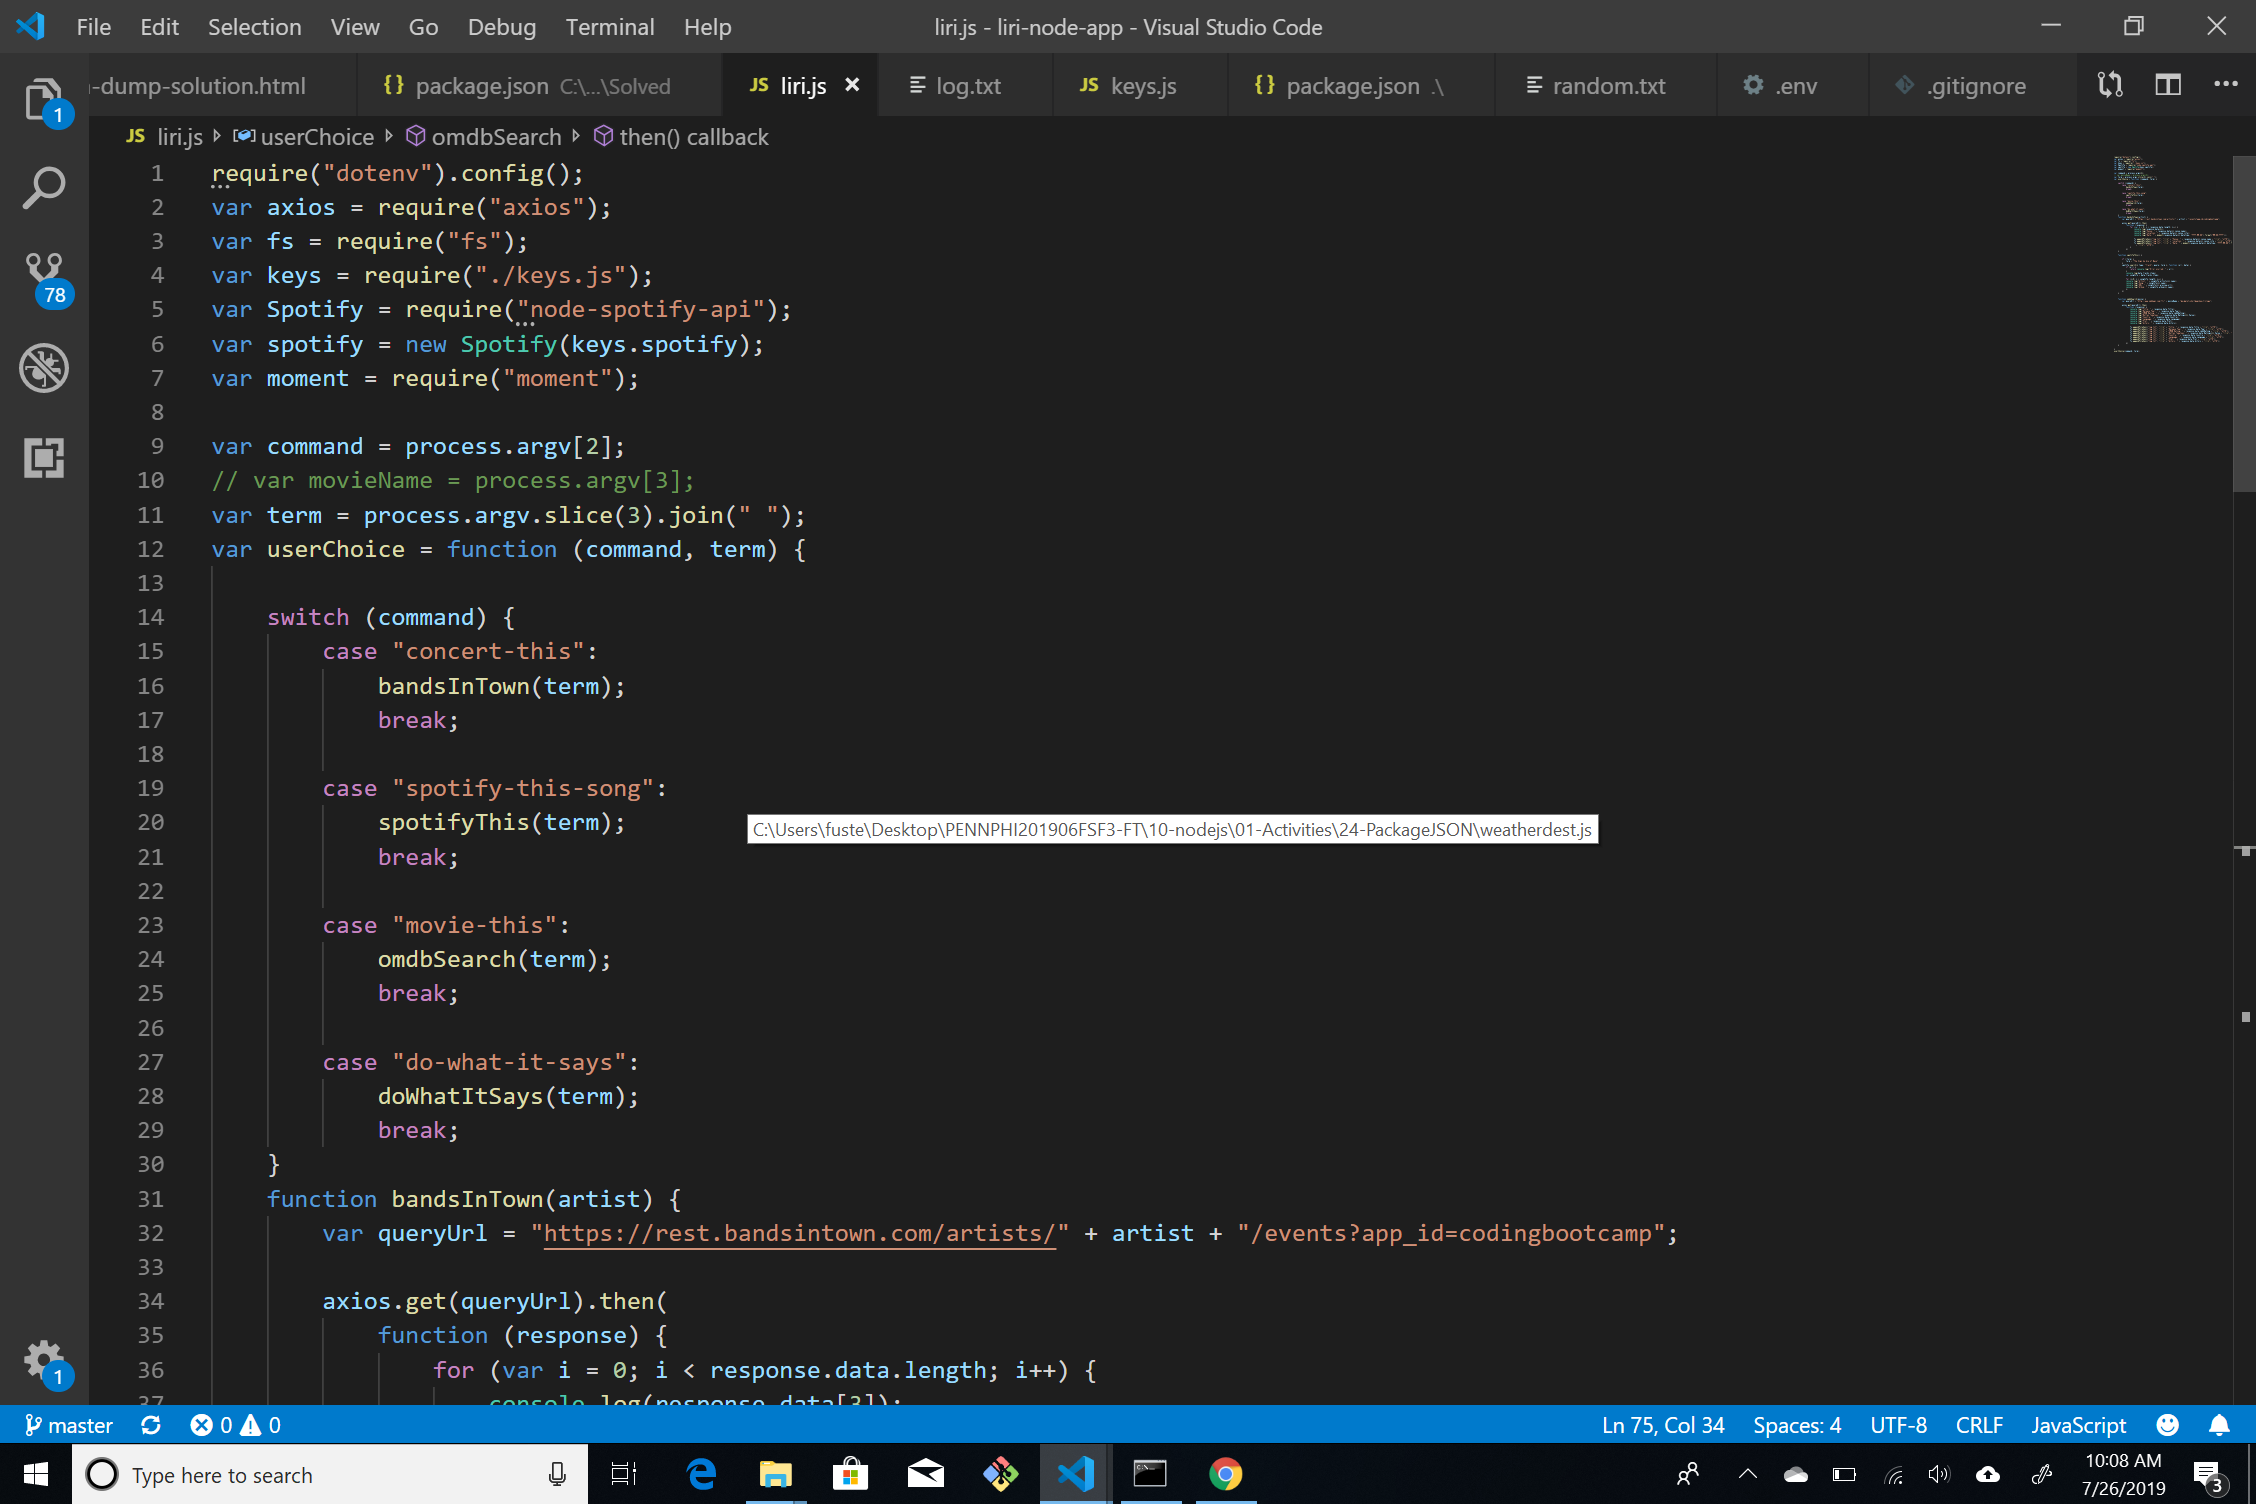 File Edit Selection View Go Debug Terminal Help liri.js - liri-node-app - Visual Studio Code
-dump-solution.html {} package.json C:\...\Solved JS liri.js log.txt JS keys.js {} package.json .\ random.txt .env .gitignore
1
78
1
JS liri.js userChoice omdbSearch then() callback
1 require("dotenv").config();
2 var axios = require("axios");
3 var fs = require("fs");
4 var keys = require("./keys.js");
5 var Spotify = require("node-spotify-api");
6 var spotify = new Spotify(keys.spotify);
7 var moment = require("moment");
8
9 var command = process.argv[2];
10 // var movieName = process.argv[3];
11 var term = process.argv.slice(3).join(" ");
12 var userChoice = function (command, term) {
13
14 switch (command) {
15 case "concert-this":
16 bandsInTown(term);
17 break;
18
19 case "spotify-this-song":
20 spotifyThis(term);
C:\Users\fuste\Desktop\PENNPHI201906FSF3-FT\10-nodejs\01-Activities\24-PackageJSON\weatherdest.js
21 break;
22
23 case "movie-this":
24 omdbSearch(term);
25 break;
26
27 case "do-what-it-says":
28 doWhatItSays(term);
29 break;
30 }
31 function bandsInTown(artist) {
32 var queryUrl = "https://rest.bandsintown.com/artists/" + artist + "/events?app_id=codingbootcamp";
33
34 axios.get(queryUrl).then(
35 function (response) {
36 for (var i = 0; i < response.data.length; i++) {
37 console.log(response.data[3]);
master 0 0 Ln 75, Col 34 Spaces: 4 UTF-8 CRLF JavaScript
Type here to search 10:08 AM
7/26/2019 3